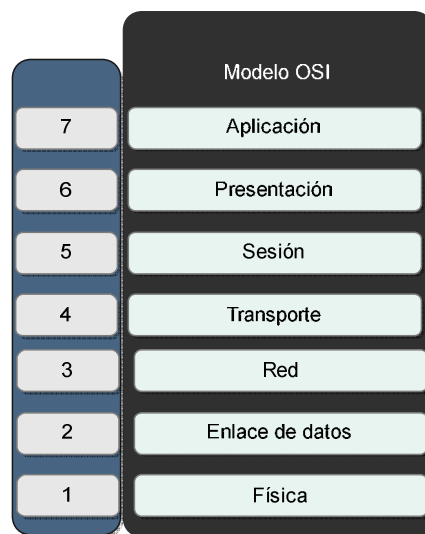 Modelo OSI
7 Aplicación
6 Presentación
5 Sesión
4 Transporte
3 Red
2 Enlace de datos
1 Física